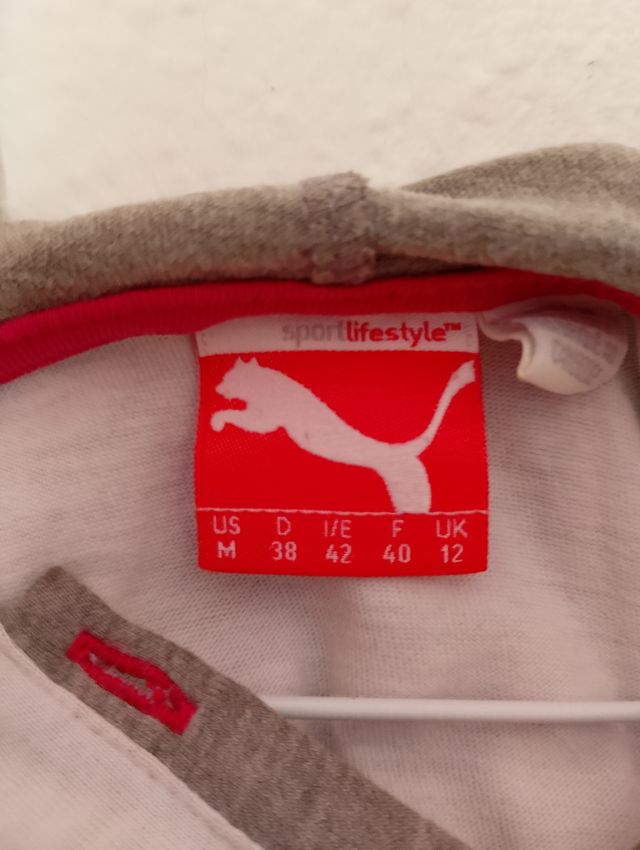 sportlifestyle™
US D I/E F UK
M 38 42 40 12